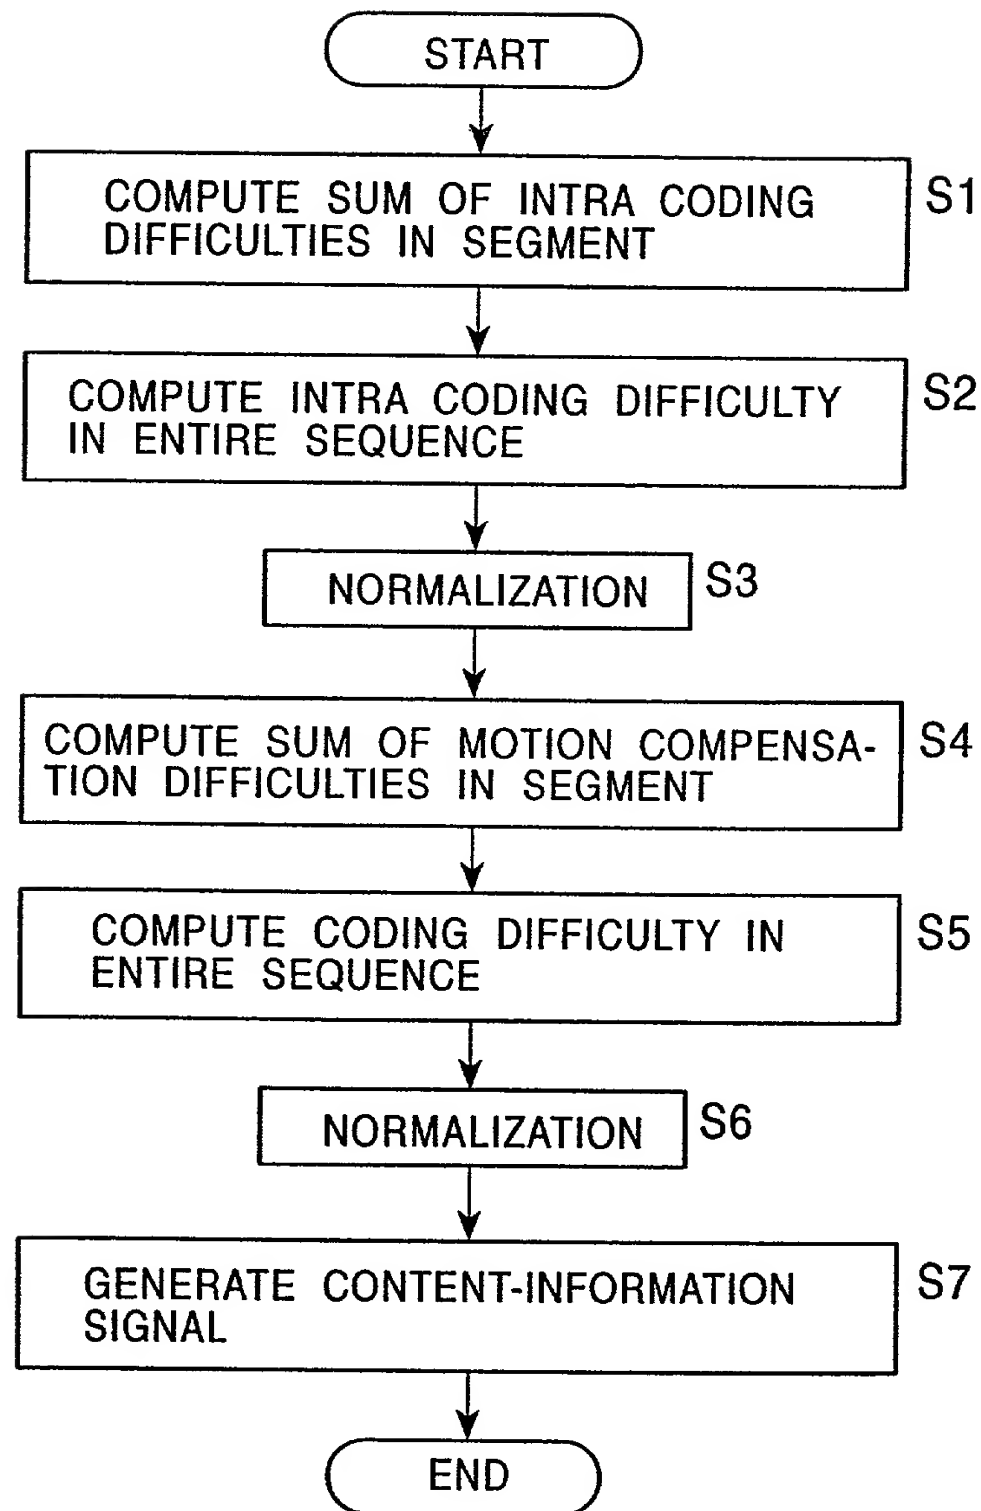 START
COMPUTE SUM OF INTRA CODING
DIFFICULTIES IN SEGMENT
S1
COMPUTE INTRA CODING DIFFICULTY
IN ENTIRE SEQUENCE
S2
NORMALIZATION
S3
COMPUTE SUM OF MOTION COMPENSA-
TION DIFFICULTIES IN SEGMENT
S4
COMPUTE CODING DIFFICULTY IN
ENTIRE SEQUENCE
S5
NORMALIZATION
S6
GENERATE CONTENT-INFORMATION
SIGNAL
S7
END